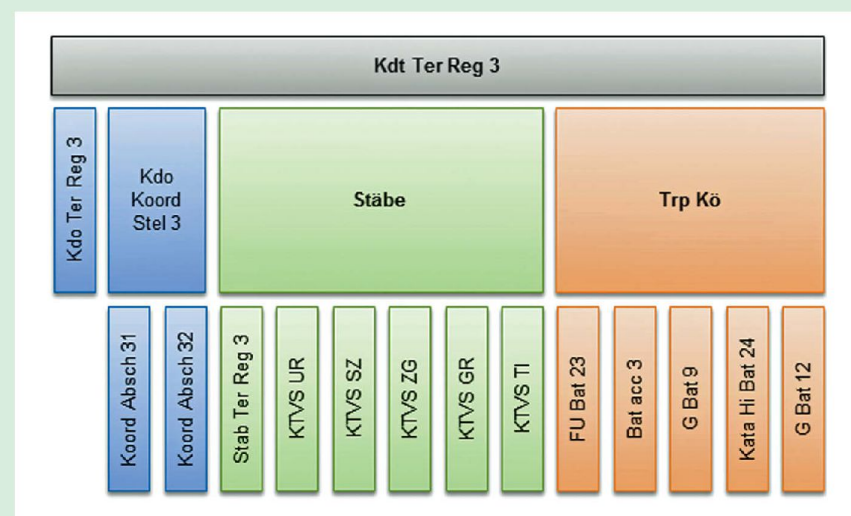 Kdt Ter Reg 3
Kdo Ter Reg 3
Kdo
Koord
Stel 3
Stäbe
Trp Kö
Koord Absch 31
Koord Absch 32
Stab Ter Reg 3
KTVS UR
KTVS SZ
KTVS ZG
KTVS GR
KTVS TI
FU Bat 23
Bat acc 3
G Bat 9
Kata Hi Bat 24
G Bat 12